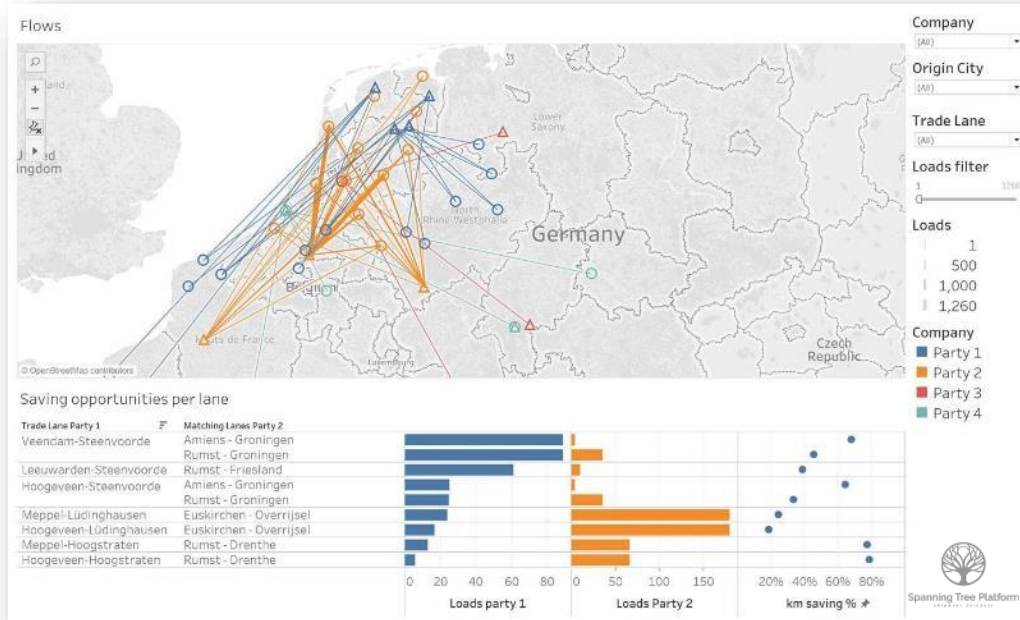 Flows
Company
(All)
Origin City
(All)
Trade Lane
(All)
Loads filter
1
Loads
1
500
1,000
1,260
Company
Party 1
Party 2
Party 3
Party 4
Lower
Saxony
North
Rhine-Westphalia
Germany
Hauts-de-France
Czech
Republic
© OpenStreetMap contributors
Saving opportunities per lane
Trade Lane Party 1 Matching Lanes Party 2
Veendam-Steenvoorde Amiens - Groningen
Rumst - Groningen
Leeuwarden-Steenvoorde Rumst - Friesland
Hoogeveen-Steenvoorde Amiens - Groningen
Rumst - Groningen
Meppel-Lüdinghausen Euskirchen - Overrijsel
Hoogeveen-Lüdinghausen Euskirchen - Overrijsel
Meppel-Hoogstraten Rumst - Drenthe
Hoogeveen-Hoogstraten Rumst - Drenthe
0 20 40 60 80 0 50 100 150 20% 40% 60% 80%
Loads party 1 Loads Party 2 km saving %
Spanning Tree Platform